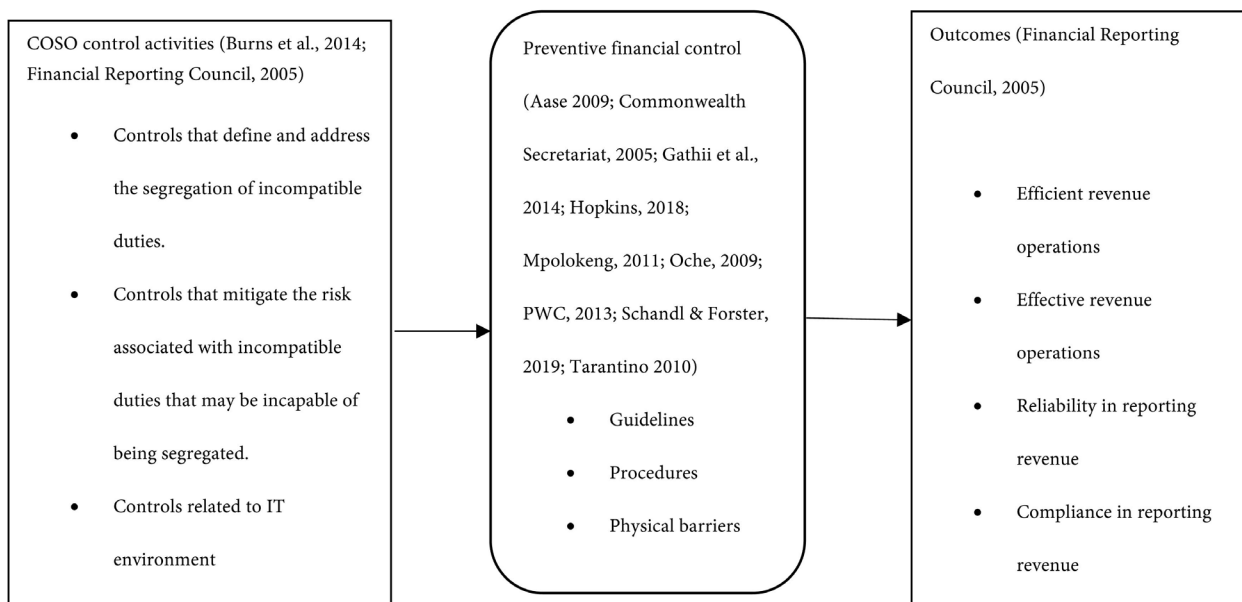 COSO control activities (Burns et al., 2014;
Financial Reporting Council, 2005)
• Controls that define and address
the segregation of incompatible
duties.
• Controls that mitigate the risk
associated with incompatible
duties that may be incapable of
being segregated.
• Controls related to IT
environment
Preventive financial control
(Aase 2009; Commonwealth
Secretariat, 2005; Gathii et al.,
2014; Hopkins, 2018;
Mpolokeng, 2011; Oche, 2009;
PWC, 2013; Schandl & Forster,
2019; Tarantino 2010)
• Guidelines
• Procedures
• Physical barriers
Outcomes (Financial Reporting
Council, 2005)
• Efficient revenue
operations
• Effective revenue
operations
• Reliability in reporting
revenue
• Compliance in reporting
revenue